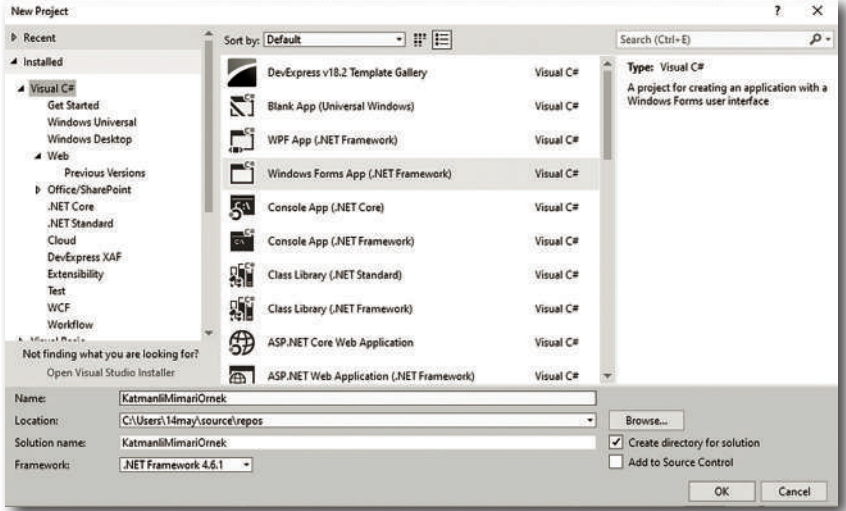 New Project
? X
Recent
Installed
Visual C#
Get Started
Windows Universal
Windows Desktop
Web
Previous Versions
Office/SharePoint
.NET Core
.NET Standard
Cloud
DevExpress XAF
Extensibility
Test
WCF
Workflow
Visual Basic
Not finding what you are looking for?
Open Visual Studio Installer
Sort by: Default
DevExpress v18.2 Template Gallery Visual C#
Blank App (Universal Windows) Visual C#
WPF App (.NET Framework) Visual C#
Windows Forms App (.NET Framework) Visual C#
Console App (.NET Core) Visual C#
Console App (.NET Framework) Visual C#
Class Library (.NET Standard) Visual C#
Class Library (.NET Framework) Visual C#
ASP.NET Core Web Application Visual C#
ASP.NET Web Application (.NET Framework) Visual C#
Search (Ctrl+E)
Type: Visual C#
A project for creating an application with a
Windows Forms user interface
Name: KatmanliMimariOrnek
Location: C:\Users\14may\source\repos
Browse...
Solution name: KatmanliMimariOrnek
Create directory for solution
Framework: .NET Framework 4.6.1
Add to Source Control
OK Cancel